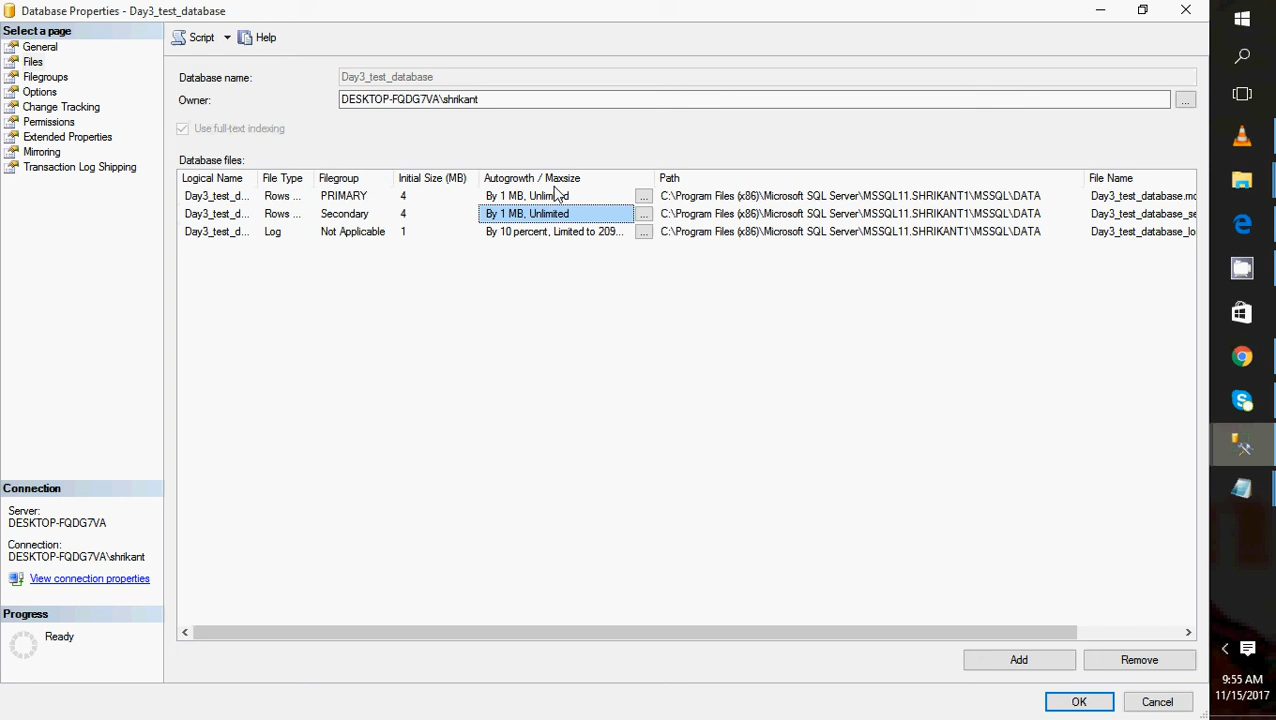 Database Properties - Day3_test_database
Select a page
General
Files
Filegroups
Options
Change Tracking
Permissions
Extended Properties
Mirroring
Transaction Log Shipping
Script Help
Database name: Day3_test_database
Owner: DESKTOP-FQDG7VA\shrikant ...
Use full-text indexing
Database files:
Logical Name File Type Filegroup Initial Size (MB) Autogrowth / Maxsize Path File Name
Day3_test_d... Rows ... PRIMARY 4 By 1 MB, Unlimited ... C:\Program Files (x86)\Microsoft SQL Server\MSSQL11.SHRIKANT1\MSSQL\DATA Day3_test_database.mc
Day3_test_d... Rows ... Secondary 4 By 1 MB, Unlimited ... C:\Program Files (x86)\Microsoft SQL Server\MSSQL11.SHRIKANT1\MSSQL\DATA Day3_test_database_se
Day3_test_d... Log Not Applicable 1 By 10 percent, Limited to 209... ... C:\Program Files (x86)\Microsoft SQL Server\MSSQL11.SHRIKANT1\MSSQL\DATA Day3_test_database_lo
Connection
Server:
DESKTOP-FQDG7VA
Connection:
DESKTOP-FQDG7VA\shrikant
View connection properties
Progress
Ready
Add Remove
OK Cancel
9:55 AM
11/15/2017